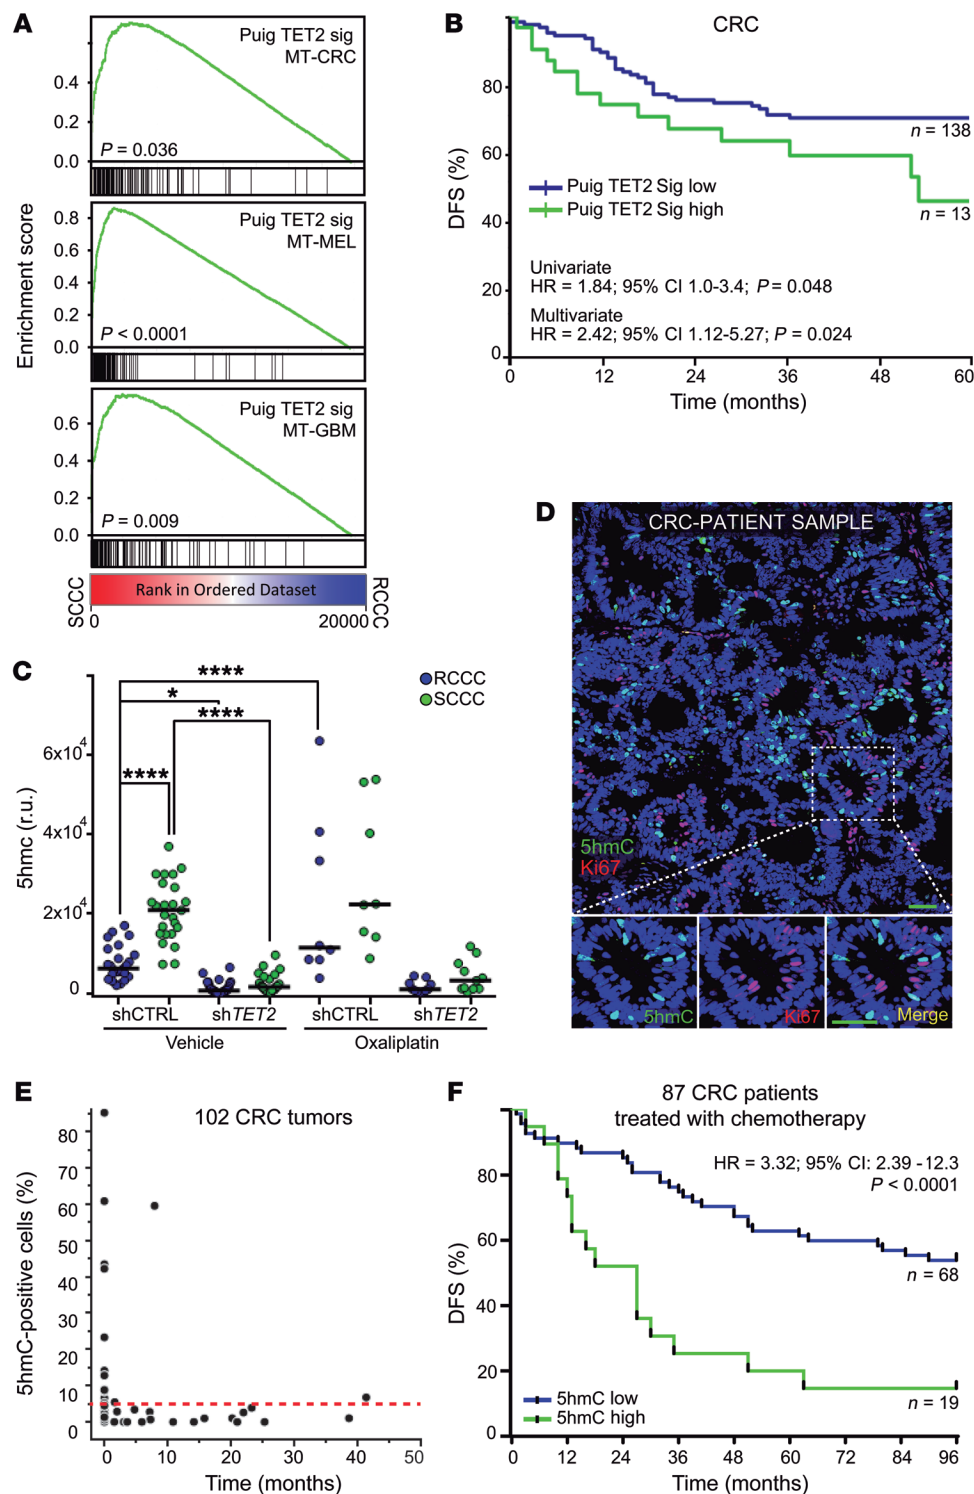 A
Puig TET2 sig
MT-CRC
0.4
0.2
0.0
P = 0.036
Puig TET2 sig
MT-MEL
0.8
0.6
0.4
0.2
0.0
P < 0.0001
Puig TET2 sig
MT-GBM
0.6
0.4
0.2
0.0
P = 0.009
Enrichment score
SCCC
Rank in Ordered Dataset
RCCC
0
20000
B
CRC
80
60
40
20
0
DFS (%)
n = 138
Puig TET2 Sig low
Puig TET2 Sig high
n = 13
Univariate
HR = 1.84; 95% CI 1.0-3.4; P = 0.048
Multivariate
HR = 2.42; 95% CI 1.12-5.27; P = 0.024
0 12 24 36 48 60
Time (months)
C
****
*
****
****
RCCC
SCCC
6x10⁴
4x10⁴
2x10⁴
0
5hmc (r.u.)
shCTRL shTET2 shCTRL shTET2
Vehicle Oxaliplatin
D
CRC-PATIENT SAMPLE
5hmC
Ki67
5hmC
Ki67
Merge
E
102 CRC tumors
80
70
60
50
40
30
20
10
0
5hmC-positive cells (%)
0 10 20 30 40 50
Time (months)
F
87 CRC patients
treated with chemotherapy
HR = 3.32; 95% CI: 2.39 -12.3
P < 0.0001
80
60
40
20
0
DFS (%)
n = 68
5hmC low
5hmC high
n = 19
0 12 24 36 48 60 72 84 96
Time (months)